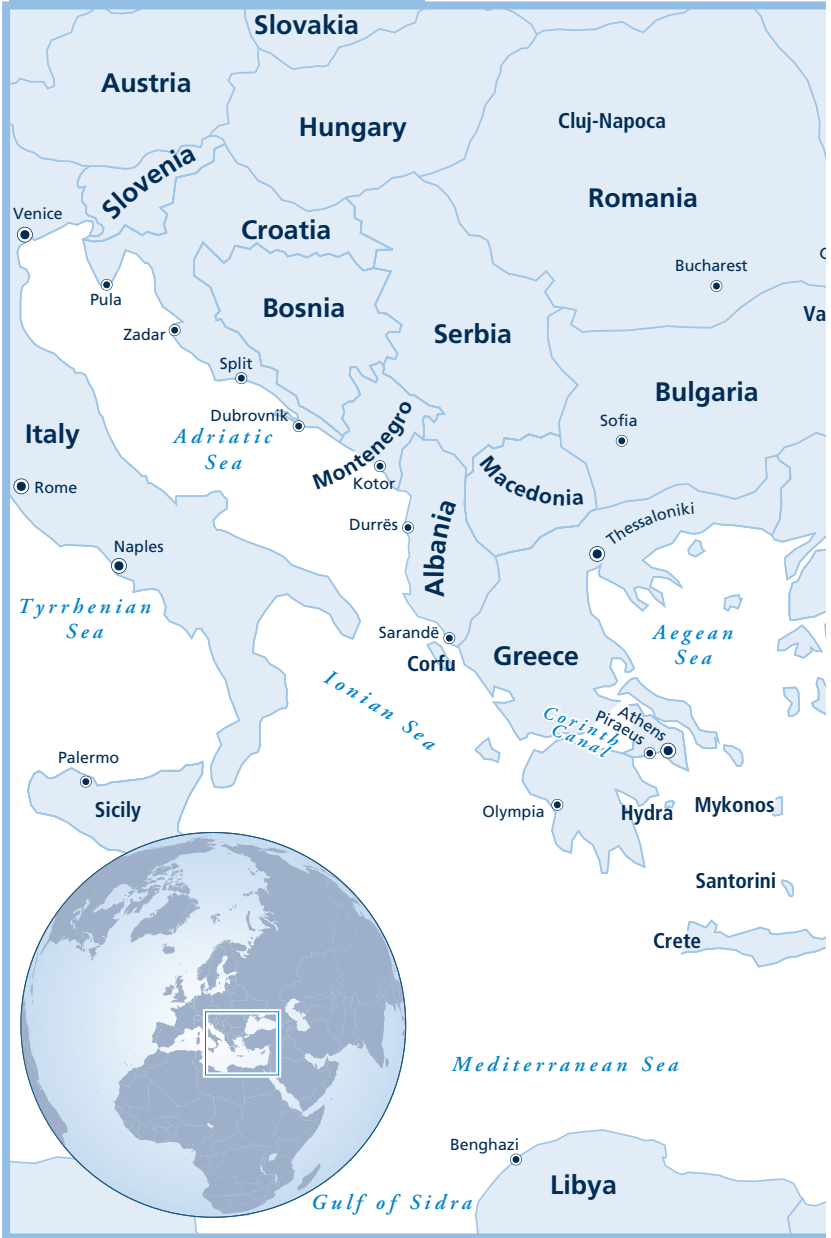 Slovakia
Austria
Hungary
Cluj-Napoca
Slovenia
Romania
Venice
Croatia
Bucharest
Pula
Bosnia
Va
Zadar
Serbia
Split
Bulgaria
Dubrovnik
Sofia
Italy
Adriatic
Sea
Montenegro
Macedonia
Rome
Kotor
Thessaloniki
Durrës
Albania
Naples
Tyrrhenian
Sea
Sarandë
Aegean
Sea
Corfu
Greece
Ionian Sea
Corinth
Canal
Athens
Piraeus
Palermo
Sicily
Olympia
Hydra
Mykonos
Santorini
Crete
Mediterranean Sea
Benghazi
Libya
Gulf of Sidra